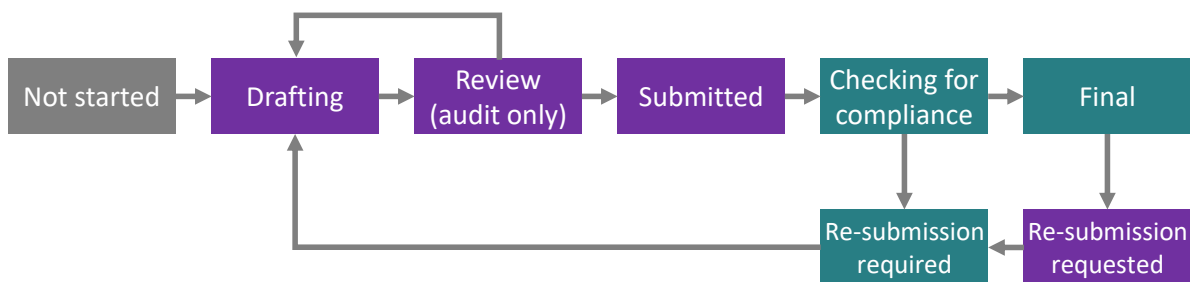 Not started
Drafting
Review
(audit only)
Submitted
Checking for
compliance
Final
Re-submission
required
Re-submission
requested